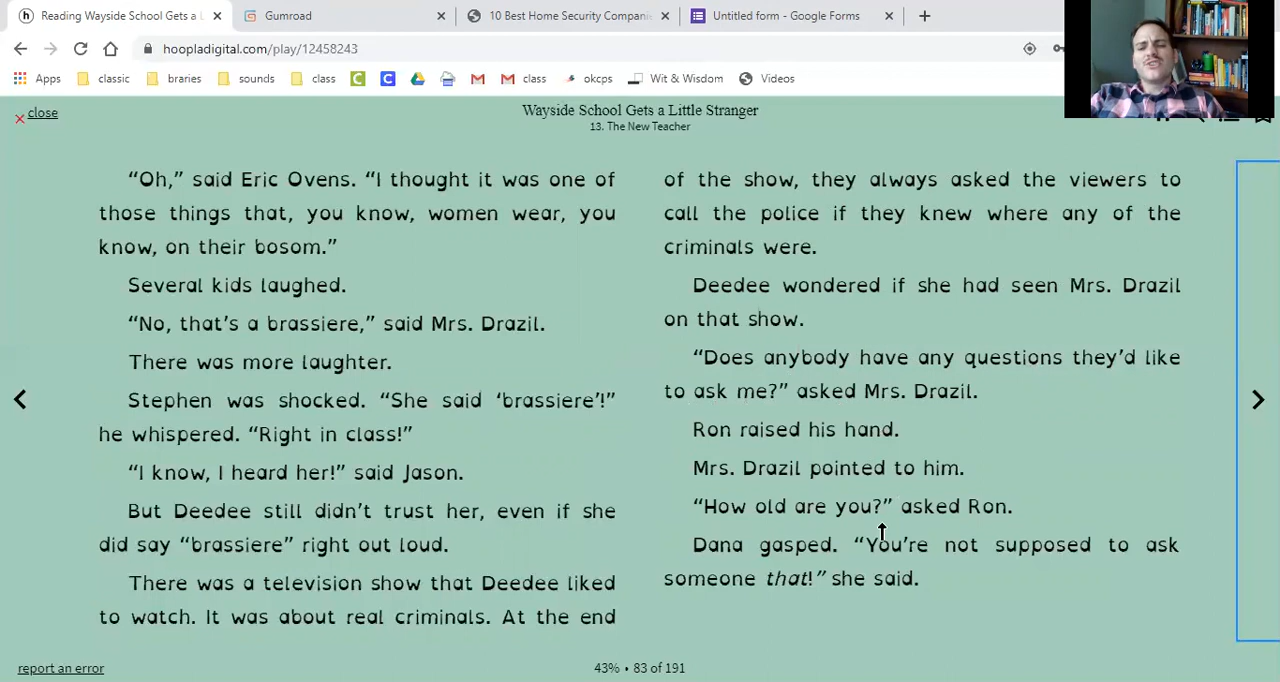 Reading Wayside School Gets a L
Gumroad
10 Best Home Security Compani
Untitled form - Google Forms
hoopladigital.com/play/12458243
Apps
classic
braries
sounds
class
class
okcps
Wit & Wisdom
Videos
close
Wayside School Gets a Little Stranger
13. The New Teacher
“Oh,” said Eric Ovens. “I thought it was one of
those things that, you know, women wear, you
know, on their bosom.”
Several kids laughed.
“No, that’s a brassiere,” said Mrs. Drazil.
There was more laughter.
Stephen was shocked. “She said ‘brassiere’!”
he whispered. “Right in class!”
“I know, I heard her!” said Jason.
But Deedee still didn’t trust her, even if she
did say “brassiere” right out loud.
There was a television show that Deedee liked
to watch. It was about real criminals. At the end
of the show, they always asked the viewers to
call the police if they knew where any of the
criminals were.
Deedee wondered if she had seen Mrs. Drazil
on that show.
“Does anybody have any questions they’d like
to ask me?” asked Mrs. Drazil.
Ron raised his hand.
Mrs. Drazil pointed to him.
“How old are you?” asked Ron.
Dana gasped. “You’re not supposed to ask
someone that!” she said.
report an error
43% • 83 of 191